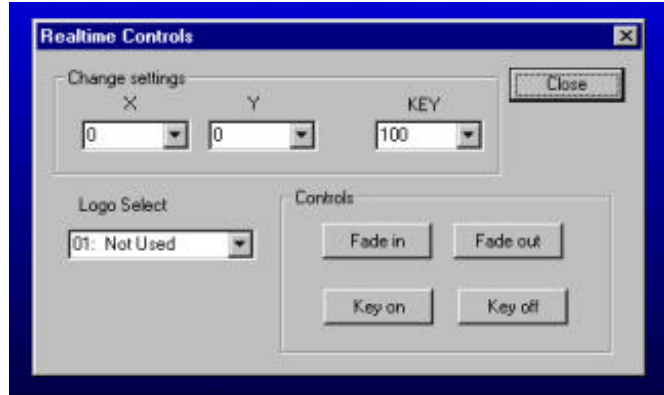 Realtime Controls
Change settings
Close
X Y KEY
0 0 100
Logo Select
Controls
01: Not Used
Fade in Fade out
Key on Key off